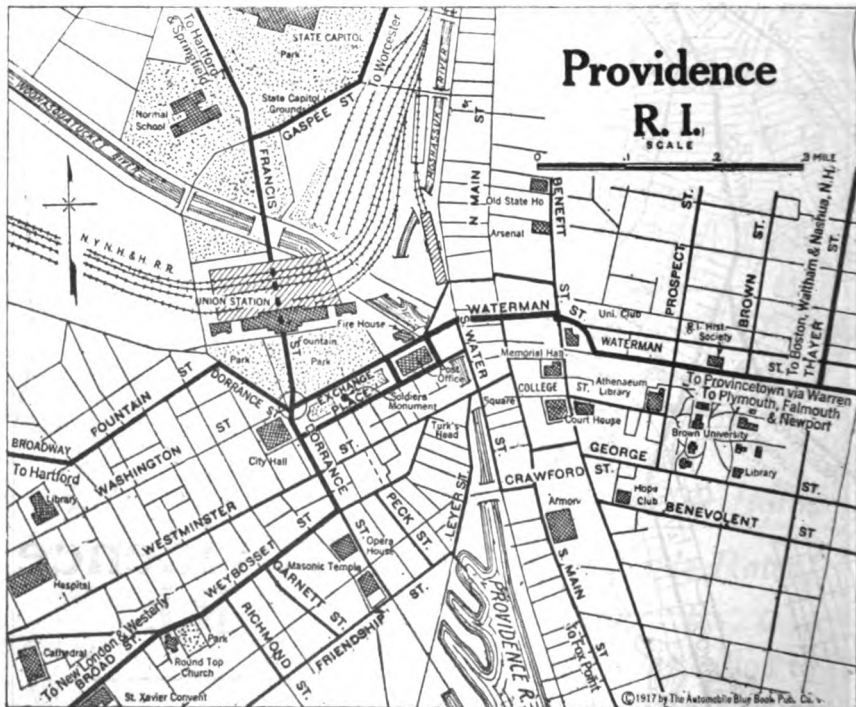 Providence
R. I.
SCALE
0 .1 .2 .3 MILE
To Hartford
& Springfield
STATE CAPITOL
Park
To Worcester
Normal
School
State Capitol
Grounds
GASPEE ST
WOONASQUATUCKET RIVER
MOSHASSUK RIVER
FRANCIS
ST
N. MAIN
ST
BENEFIT
ST
Old State Ho
Arsenal
N.Y. N.H. & H. R.R.
UNION STATION
Fire House
Fountain
Park
Park
WATERMAN
ST
Uni. Club
WATERMAN
ST.
PROSPECT
ST.
BROWN
ST.
THAYER
To Boston, Waltham & Nashua, N.H.
R.I. Hist.
Society
S. WATER
ST.
Memorial Hall
Post
Office
EXCHANGE
PLACE
Soldiers
Monument
COLLEGE
ST.
Athenaeum
Library
To Provincetown via Warren
To Plymouth, Falmouth
& Newport
FOUNTAIN
ST
DORRANCE ST.
BROADWAY
WASHINGTON
ST
City Hall
DORRANCE
ST.
Turk's
Head
Square
Court House
Brown University
Library
GEORGE
ST.
To Hartford
Library
WESTMINSTER
ST.
CRAWFORD
ST.
Hope
Club
BENEVOLENT
ST
Armory
PECK ST.
Opera
House
Masonic Temple
WEYBOSSET
ST
Hospital
GARNETT
ST.
RICHMOND
ST.
FRIENDSHIP
ST.
PROVIDENCE R.
S. MAIN
ST
To Fox Point
Cathedral
To New London & Westerly
BROAD ST.
Park
Round Top
Church
St. Xavier Convent
© 1917 by The Automobile Blue Book Pub. Co.